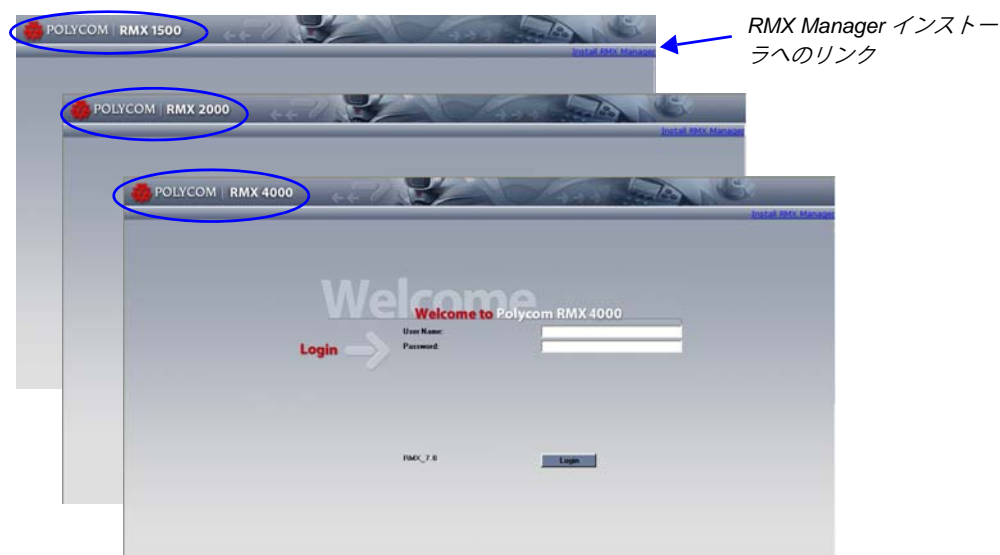 POLYCOM | RMX 1500
Install RMX Manager
RMX Manager インストー
ラへのリンク
POLYCOM | RMX 2000
Install RMX Manager
POLYCOM | RMX 4000
Install RMX Manager
Welcome
Welcome to Polycom RMX 4000
User Name:
Login
Password:
RMX_7.8
Login